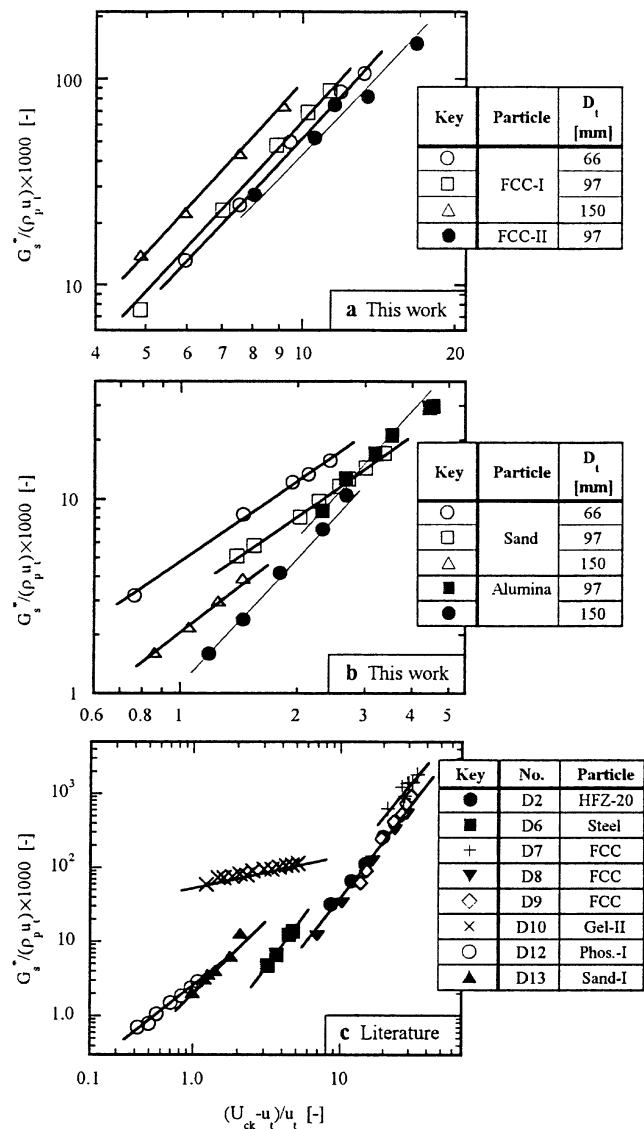 G_s*/(ρ_p u_t)×1000 [-]
100
10
4 5 6 7 8 9 10 20
a This work
Key Particle D_t [mm]
○ 66
□ FCC-I 97
△ 150
● FCC-II 97
G_s*/(ρ_p u_t)×1000 [-]
10
1
0.6 0.8 1 2 3 4 5
b This work
Key Particle D_t [mm]
○ 66
□ Sand 97
△ 150
■ Alumina 97
● 150
G_s*/(ρ_p u_t)×1000 [-]
10³
10²
10
1.0
0.1 1.0 10
c Literature
(U_ck-u_t)/u_t [-]
Key No. Particle
● D2 HFZ-20
■ D6 Steel
+ D7 FCC
▼ D8 FCC
◇ D9 FCC
× D10 Gel-II
○ D12 Phos.-I
▲ D13 Sand-I